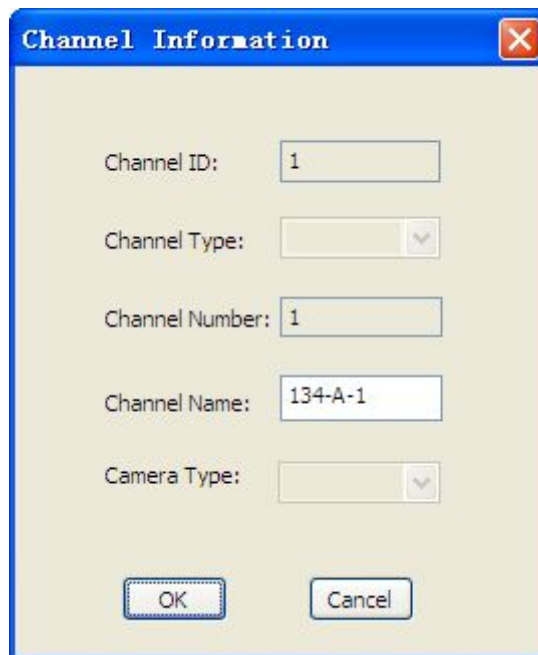 Channel Information
Channel ID: 1
Channel Type:
Channel Number: 1
Channel Name: 134-A-1
Camera Type:
OK Cancel